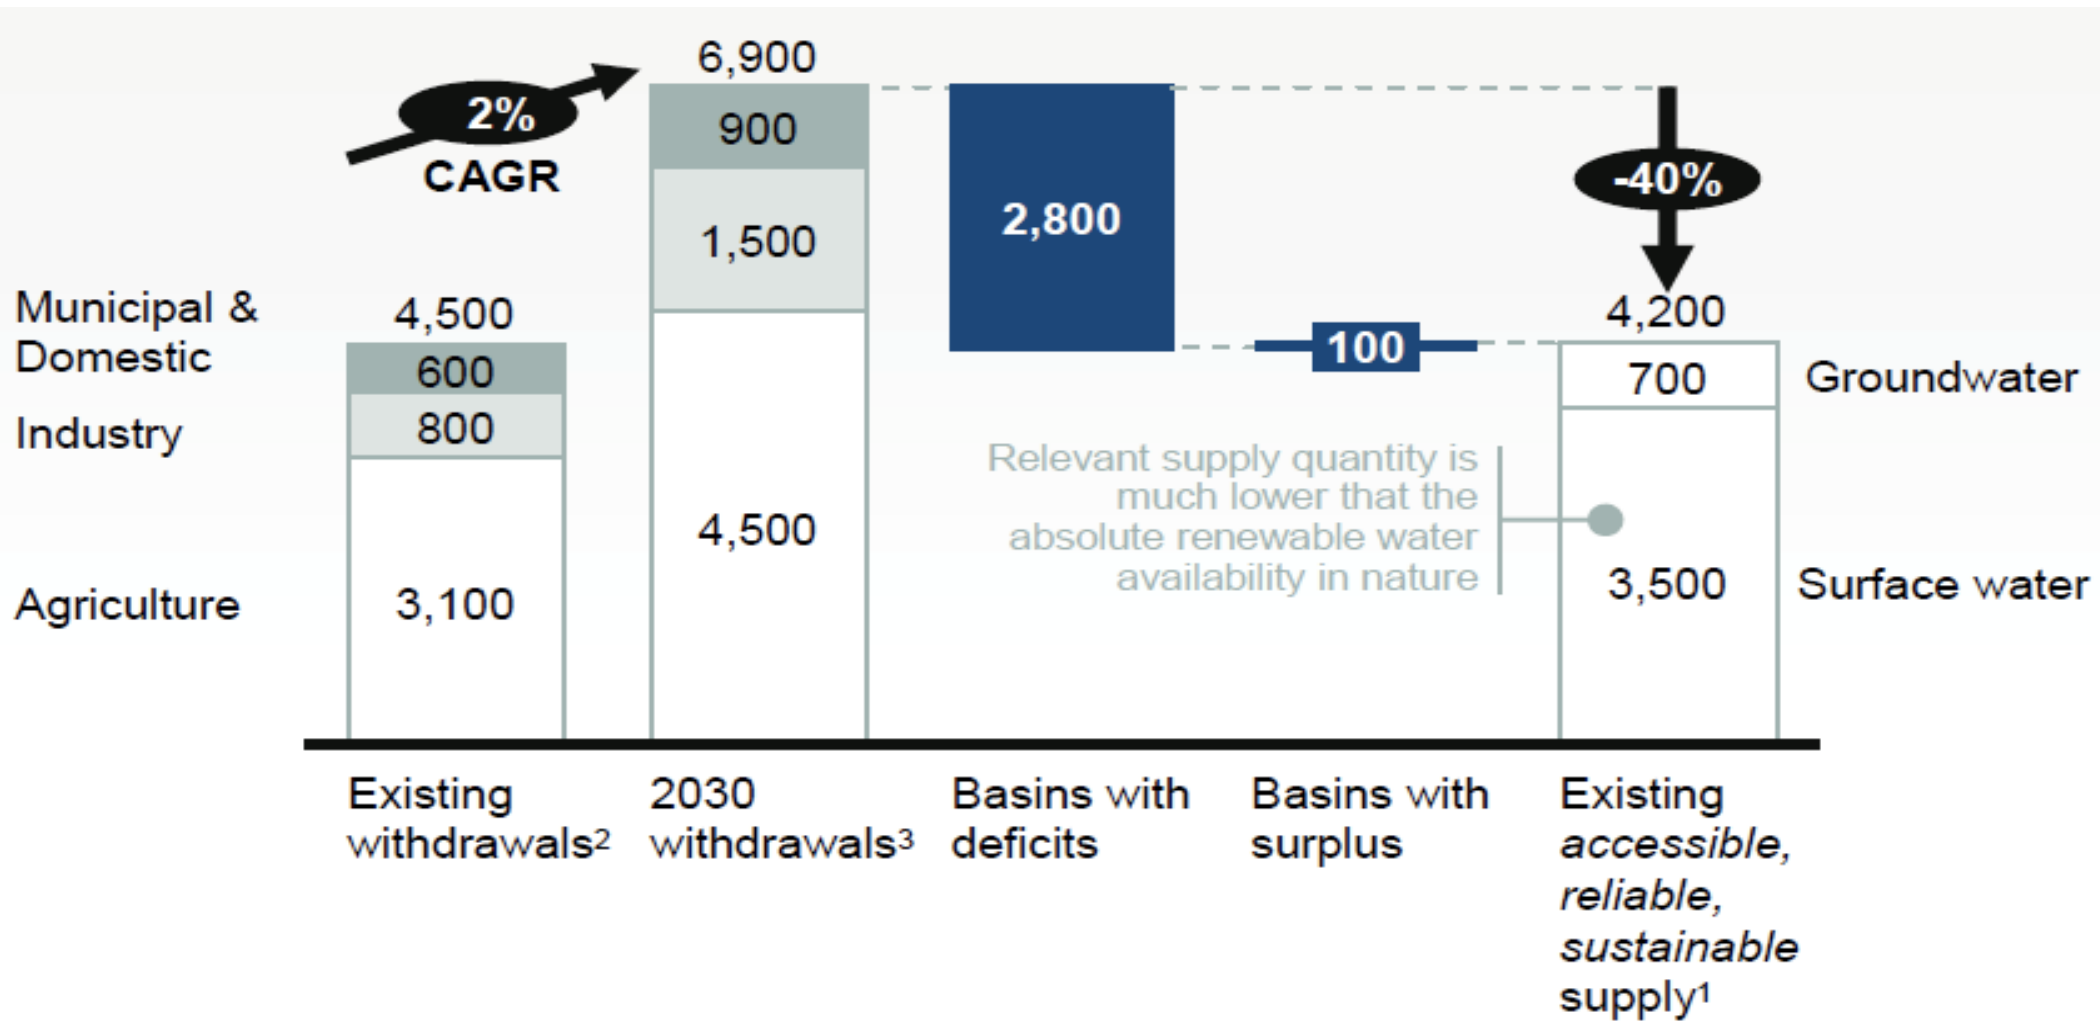 6,900
2%
CAGR
900
1,500
4,500
2,800
-40%
100
Municipal &
Domestic
Industry
Agriculture
4,500
600
800
3,100
4,200
700
3,500
Groundwater
Surface water
Relevant supply quantity is
much lower that the
absolute renewable water
availability in nature
Existing
withdrawals²
2030
withdrawals³
Basins with
deficits
Basins with
surplus
Existing
accessible,
reliable,
sustainable
supply¹